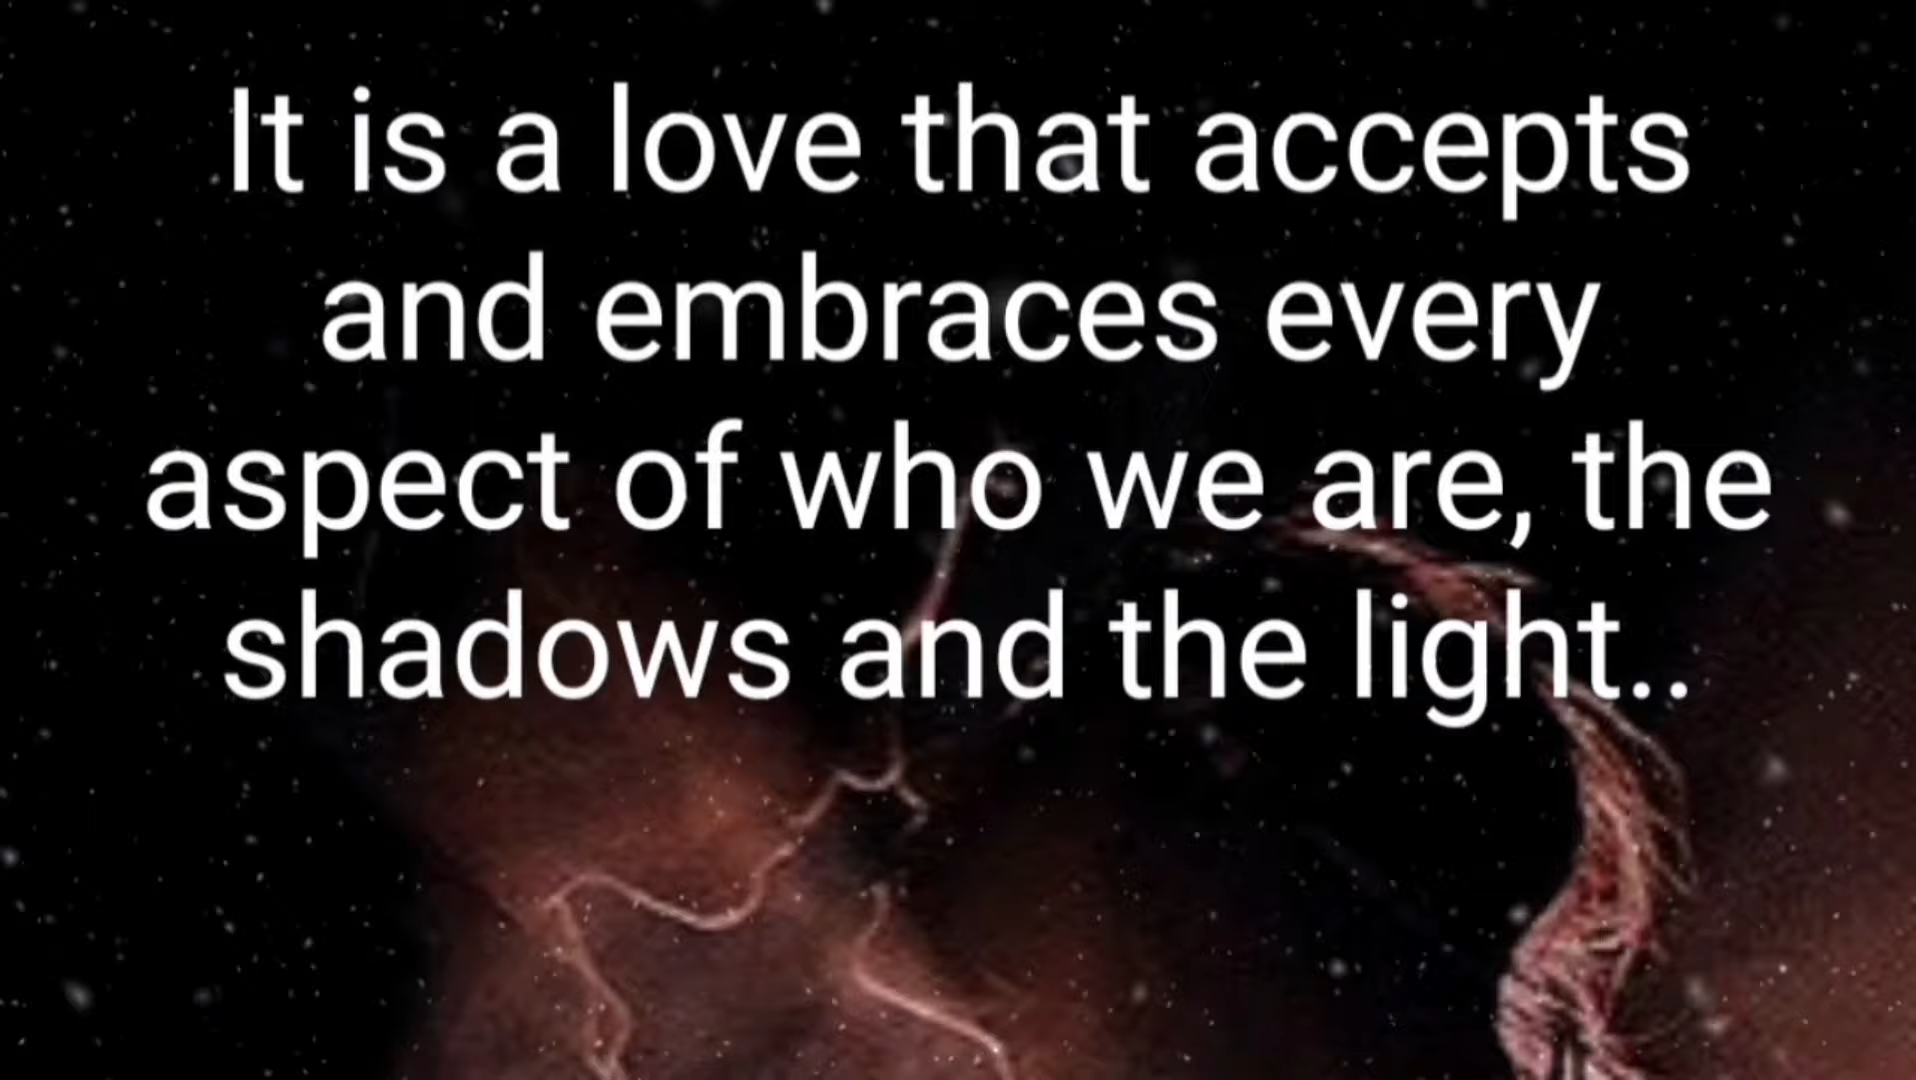 It is a love that accepts
and embraces every
aspect of who we are, the
shadows and the light..